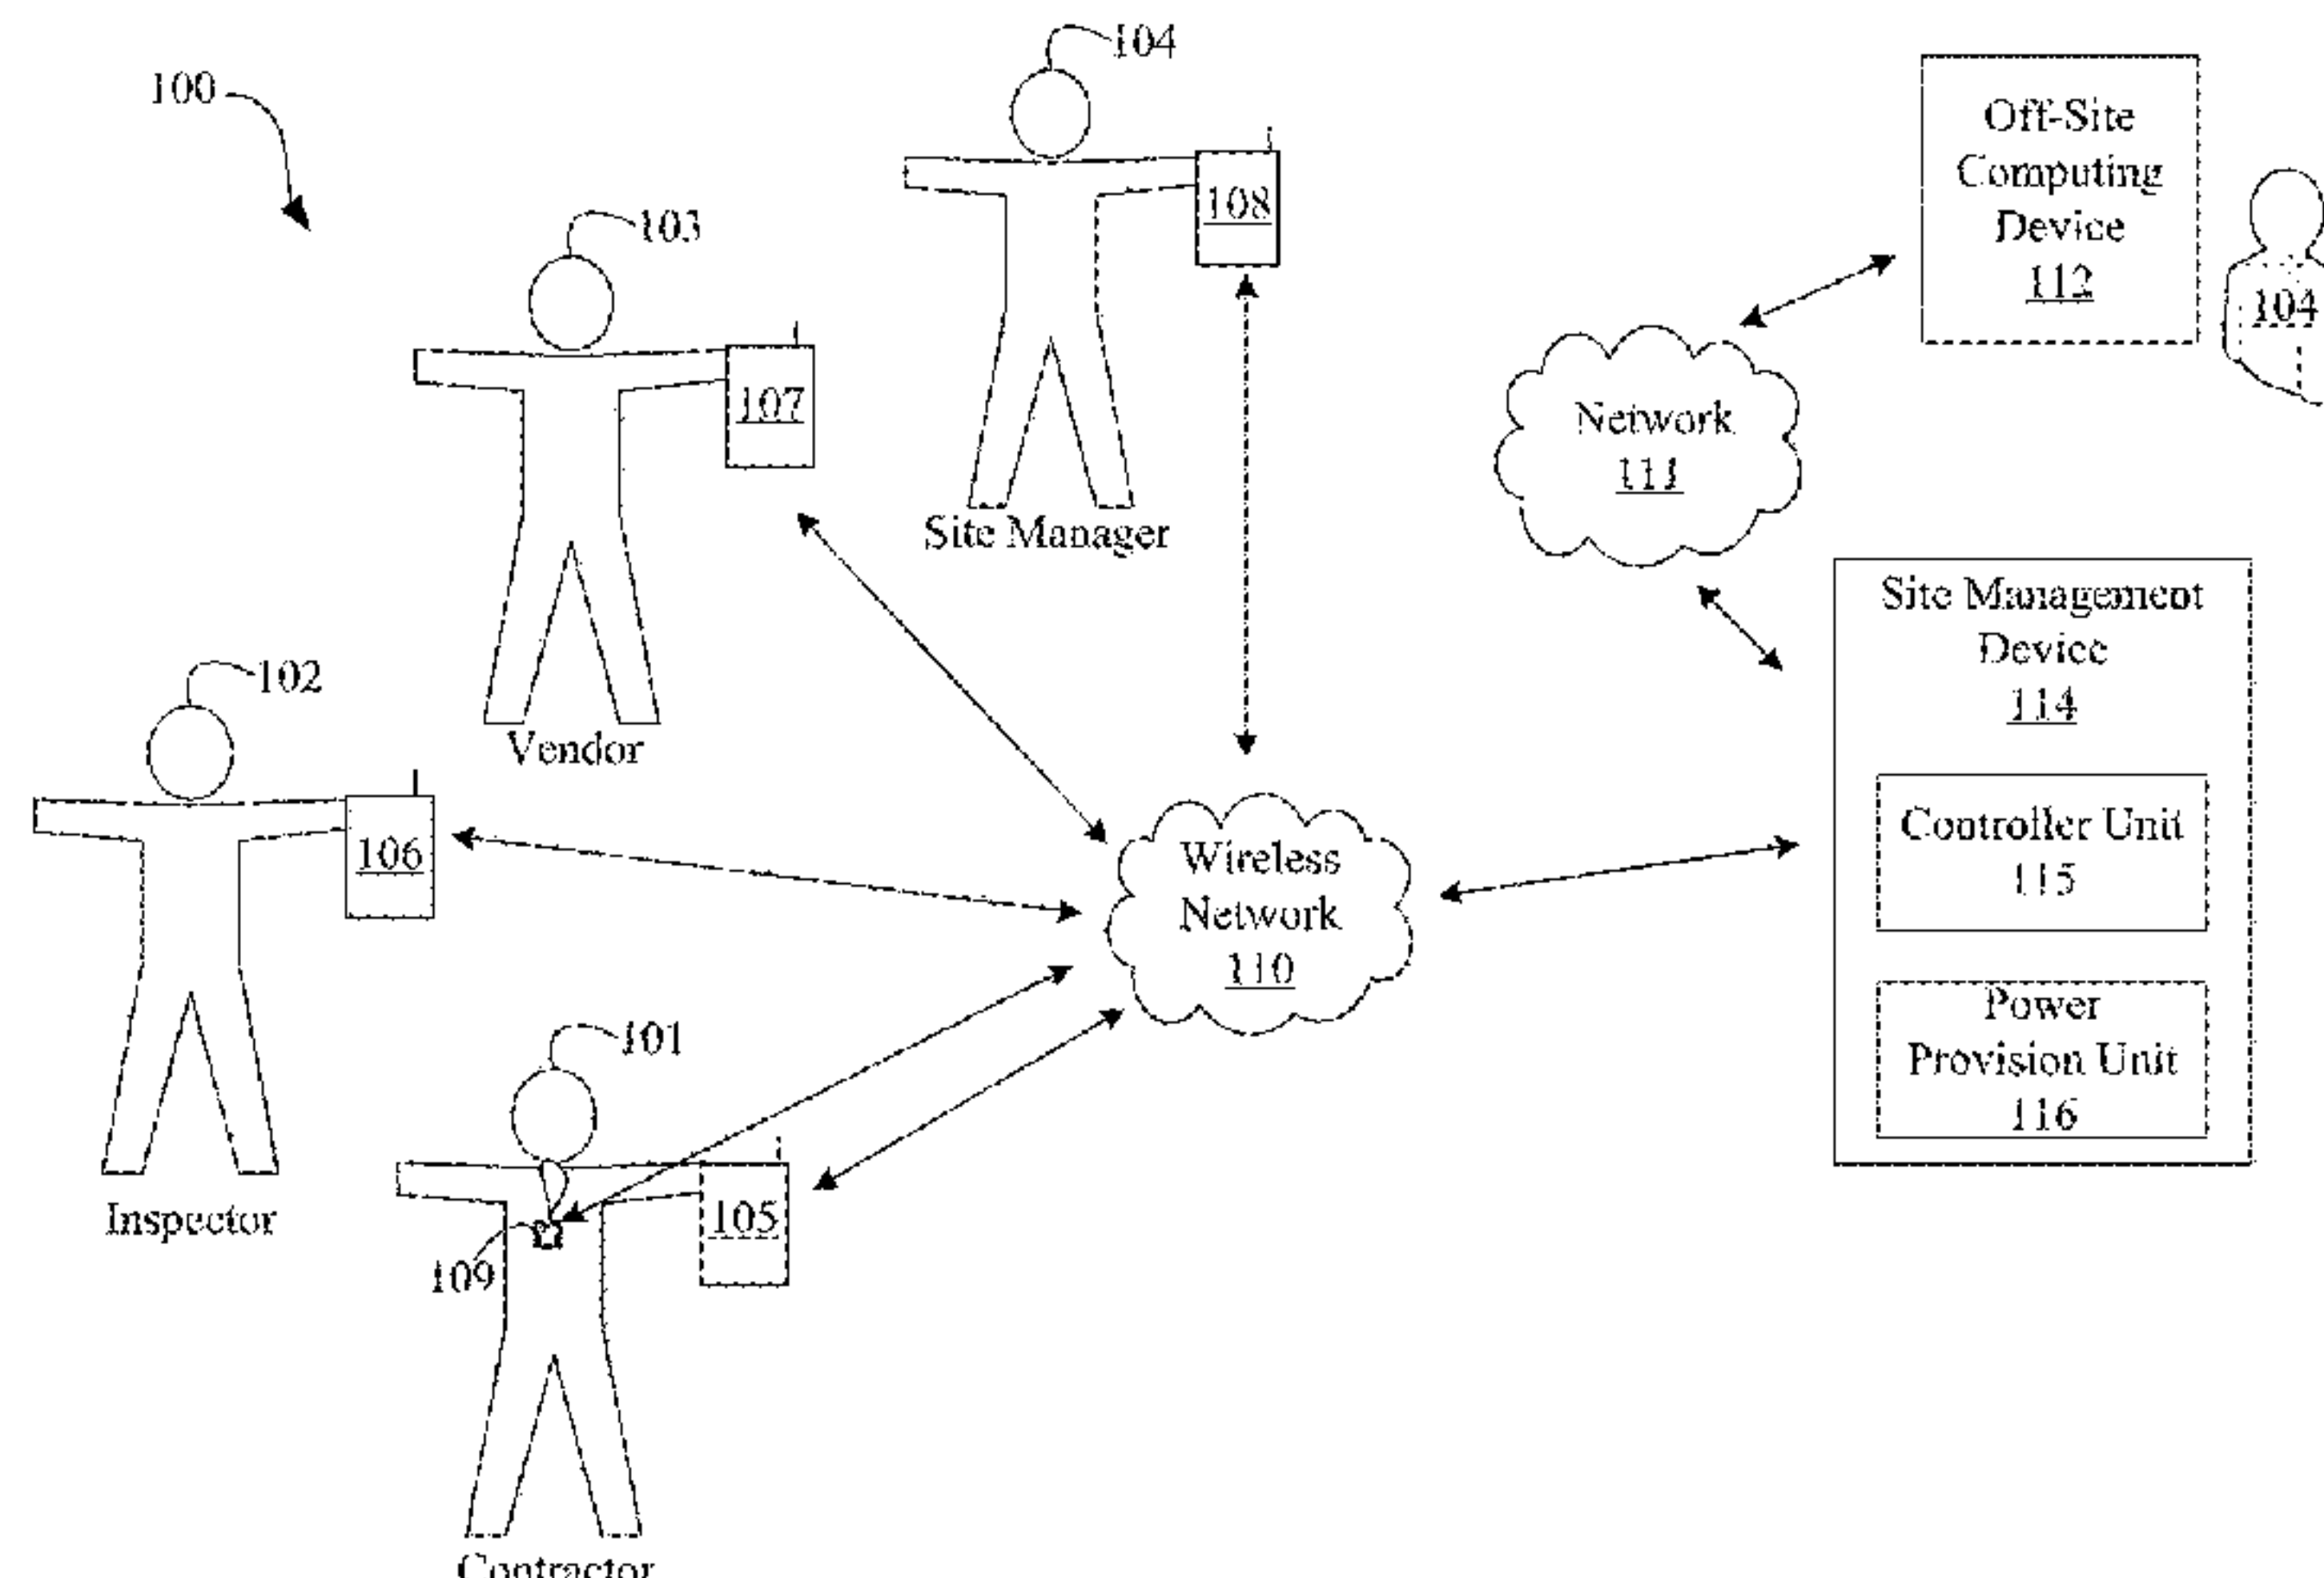 100
104
103
108
107
Site Manager
Off-Site
Computing
Device
112
104
Network
111
102
Vendor
106
Inspector
Site Management
Device
114
Controller Unit
115
Power
Provision Unit
116
Wireless
Network
110
101
105
109
Contractor